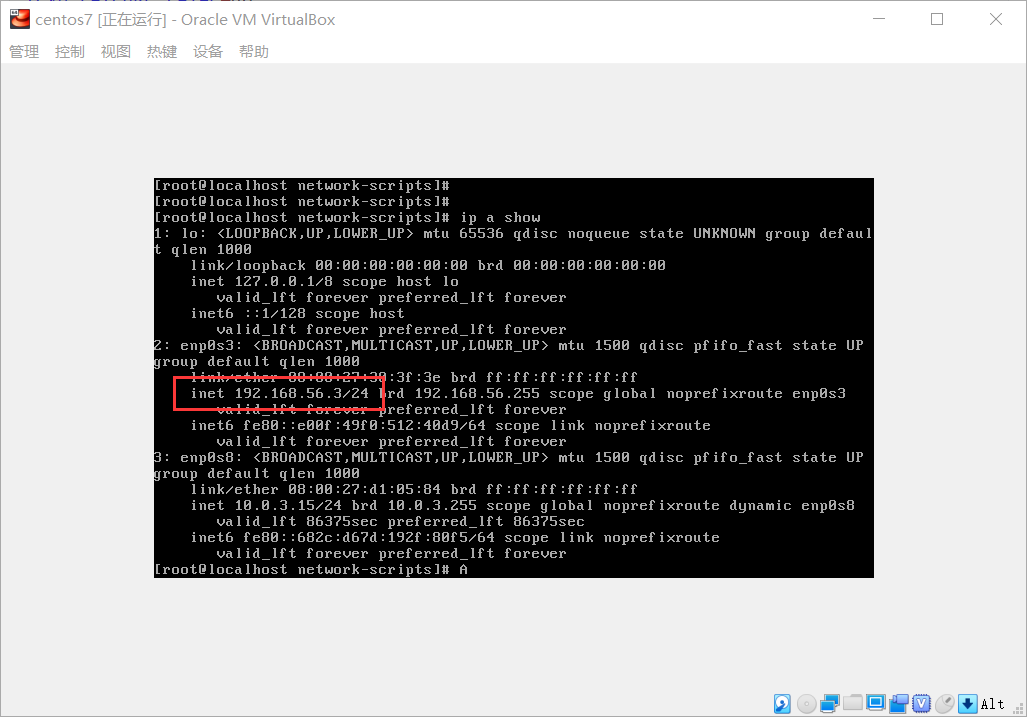 centos7 [正在运行] - Oracle VM VirtualBox
管理 控制 视图 热键 设备 帮助
[root@localhost network-scripts]#
[root@localhost network-scripts]#
[root@localhost network-scripts]# ip a show
1: lo: <LOOPBACK,UP,LOWER_UP> mtu 65536 qdisc noqueue state UNKNOWN group defaul
t qlen 1000
link/loopback 00:00:00:00:00:00 brd 00:00:00:00:00:00
inet 127.0.0.1/8 scope host lo
valid_lft forever preferred_lft forever
inet6 ::1/128 scope host
valid_lft forever preferred_lft forever
2: enp0s3: <BROADCAST,MULTICAST,UP,LOWER_UP> mtu 1500 qdisc pfifo_fast state UP
group default qlen 1000
link/ether brd ff:ff:ff:ff:ff:ff
inet 192.168.56.3/24 brd 192.168.56.255 scope global noprefixroute enp0s3
valid_lft forever preferred_lft forever
inet6 fe80::e00f:49f0:512:40d9/64 scope link noprefixroute
valid_lft forever preferred_lft forever
3: enp0s8: <BROADCAST,MULTICAST,UP,LOWER_UP> mtu 1500 qdisc pfifo_fast state UP
group default qlen 1000
link/ether 08:00:27:d1:05:84 brd ff:ff:ff:ff:ff:ff
inet 10.0.3.15/24 brd 10.0.3.255 scope global noprefixroute dynamic enp0s8
valid_lft 86375sec preferred_lft 86375sec
inet6 fe80::682c:d67d:192f:80f5/64 scope link noprefixroute
valid_lft forever preferred_lft forever
[root@localhost network-scripts]# A
Alt